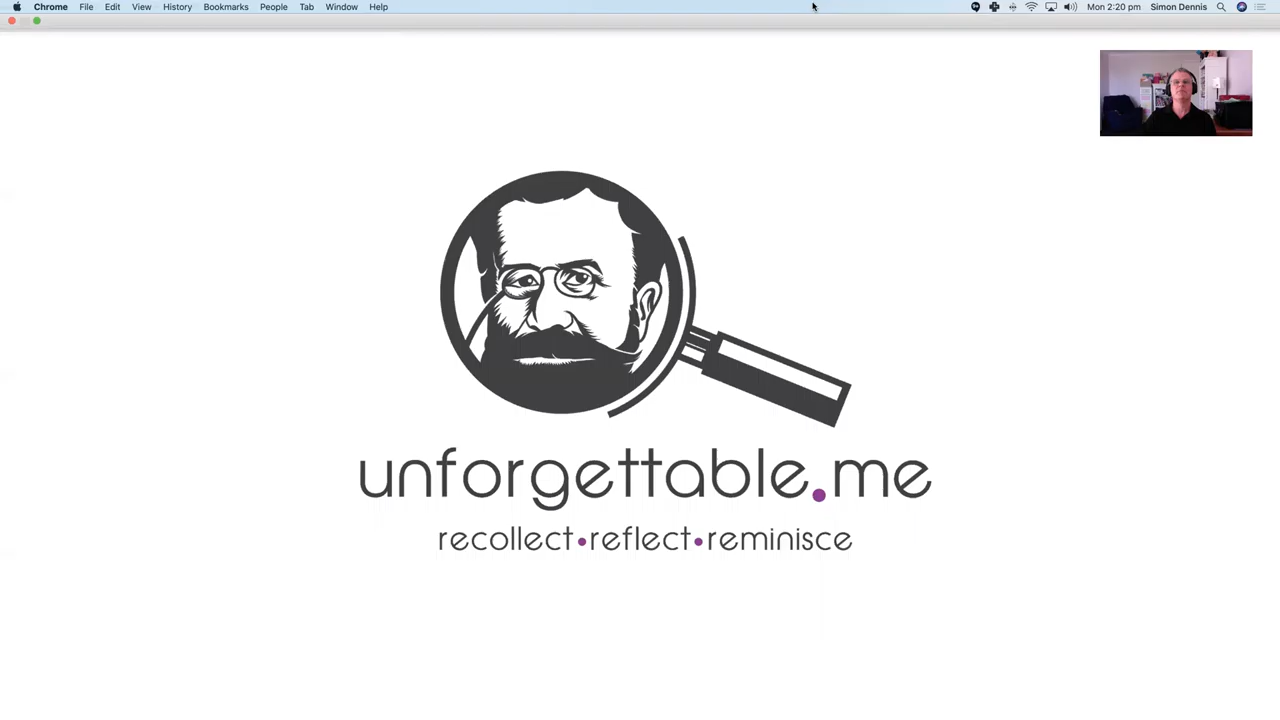 Chrome File Edit View History Bookmarks People Tab Window Help Mon 2:20 pm Simon Dennis
unforgettable.me
recollect•reflect•reminisce